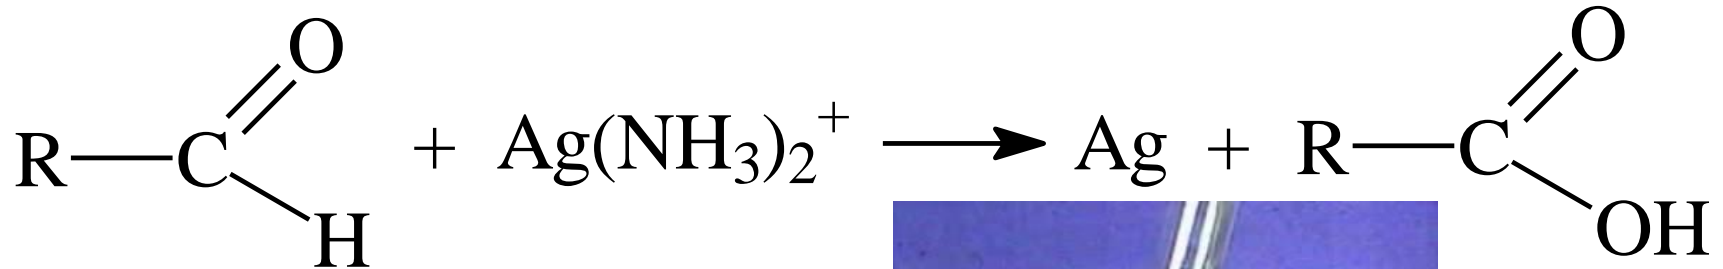 R—C(=O)—H + Ag(NH₃)₂⁺ → Ag + R—C(=O)—OH